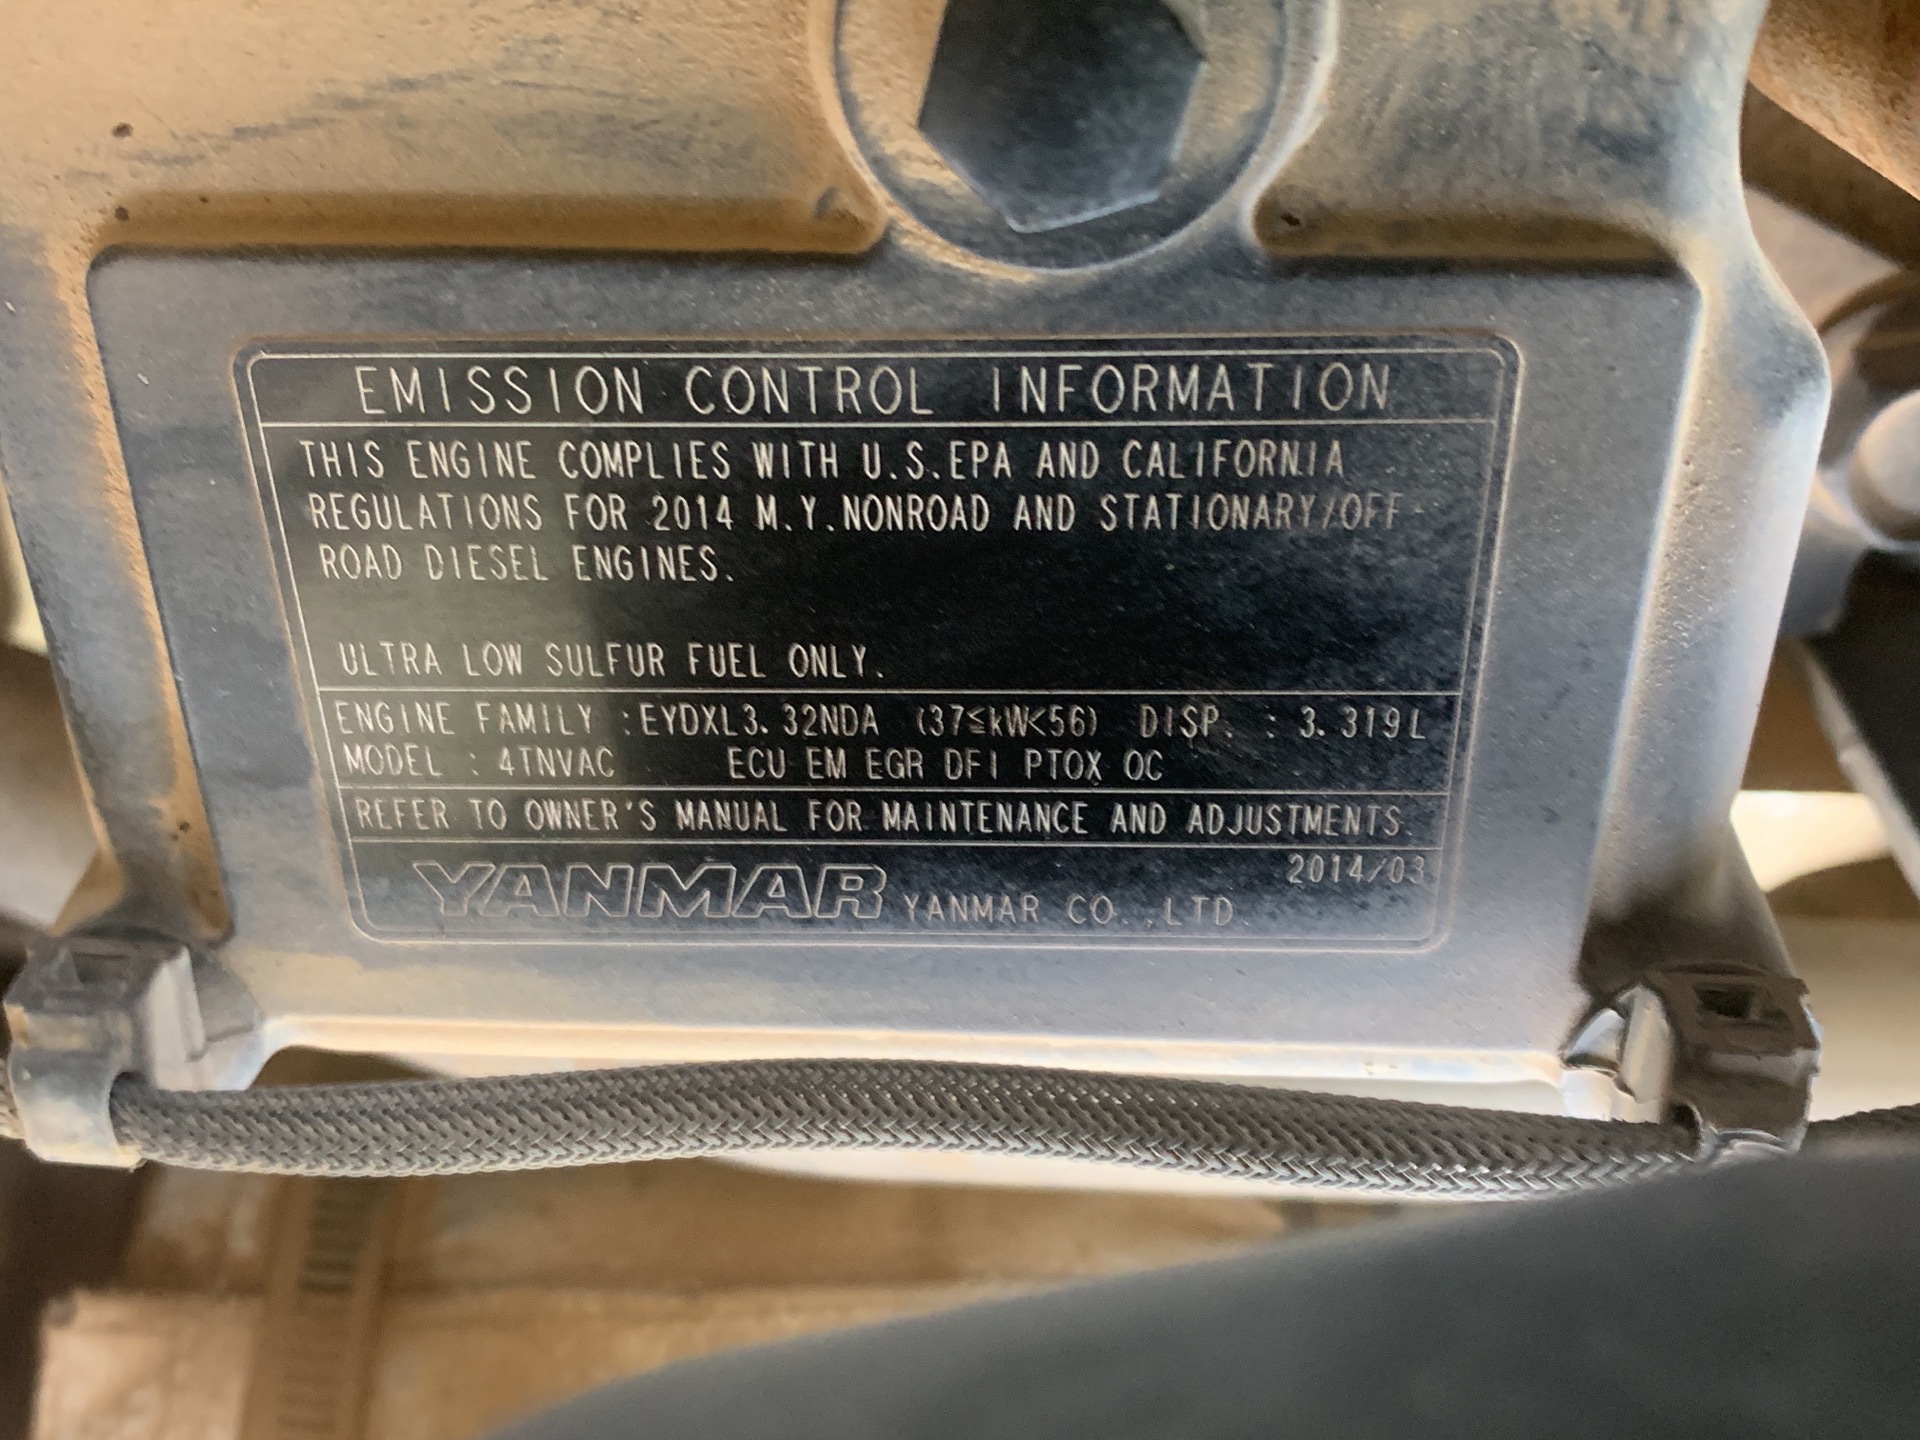 EMISSION CONTROL INFORMATION
THIS ENGINE COMPLIES WITH U.S.EPA AND CALIFORNIA
REGULATIONS FOR 2014 M.Y.NONROAD AND STATIONARY/OFF-
ROAD DIESEL ENGINES.
ULTRA LOW SULFUR FUEL ONLY.
ENGINE FAMILY :EYDXL3.32NDA (37≦kW<56) DISP. : 3.319L
MODEL : 4TNVAC ECU EM EGR DFI PTOX OC
REFER TO OWNER'S MANUAL FOR MAINTENANCE AND ADJUSTMENTS.
2014/03
YANMAR YANMAR CO.,LTD.